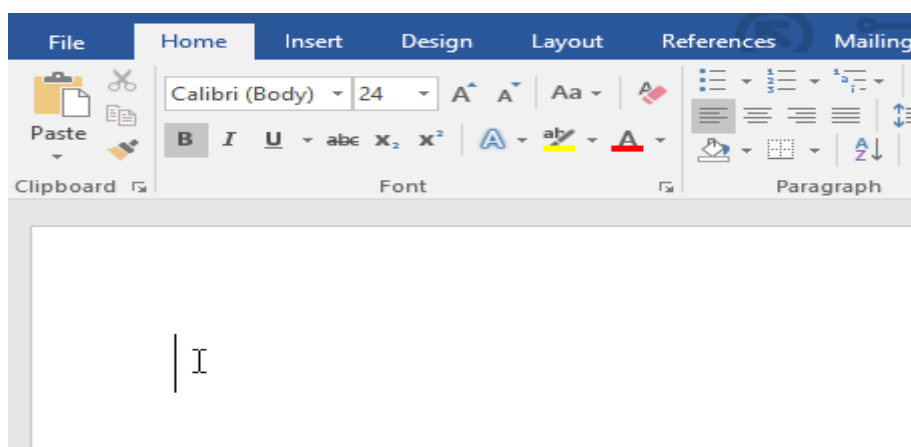 File Home Insert Design Layout References Mailing
Calibri (Body) 24 A A Aa
Paste
B I U abc X₂ X² A ab A A Z
Clipboard Font Paragraph